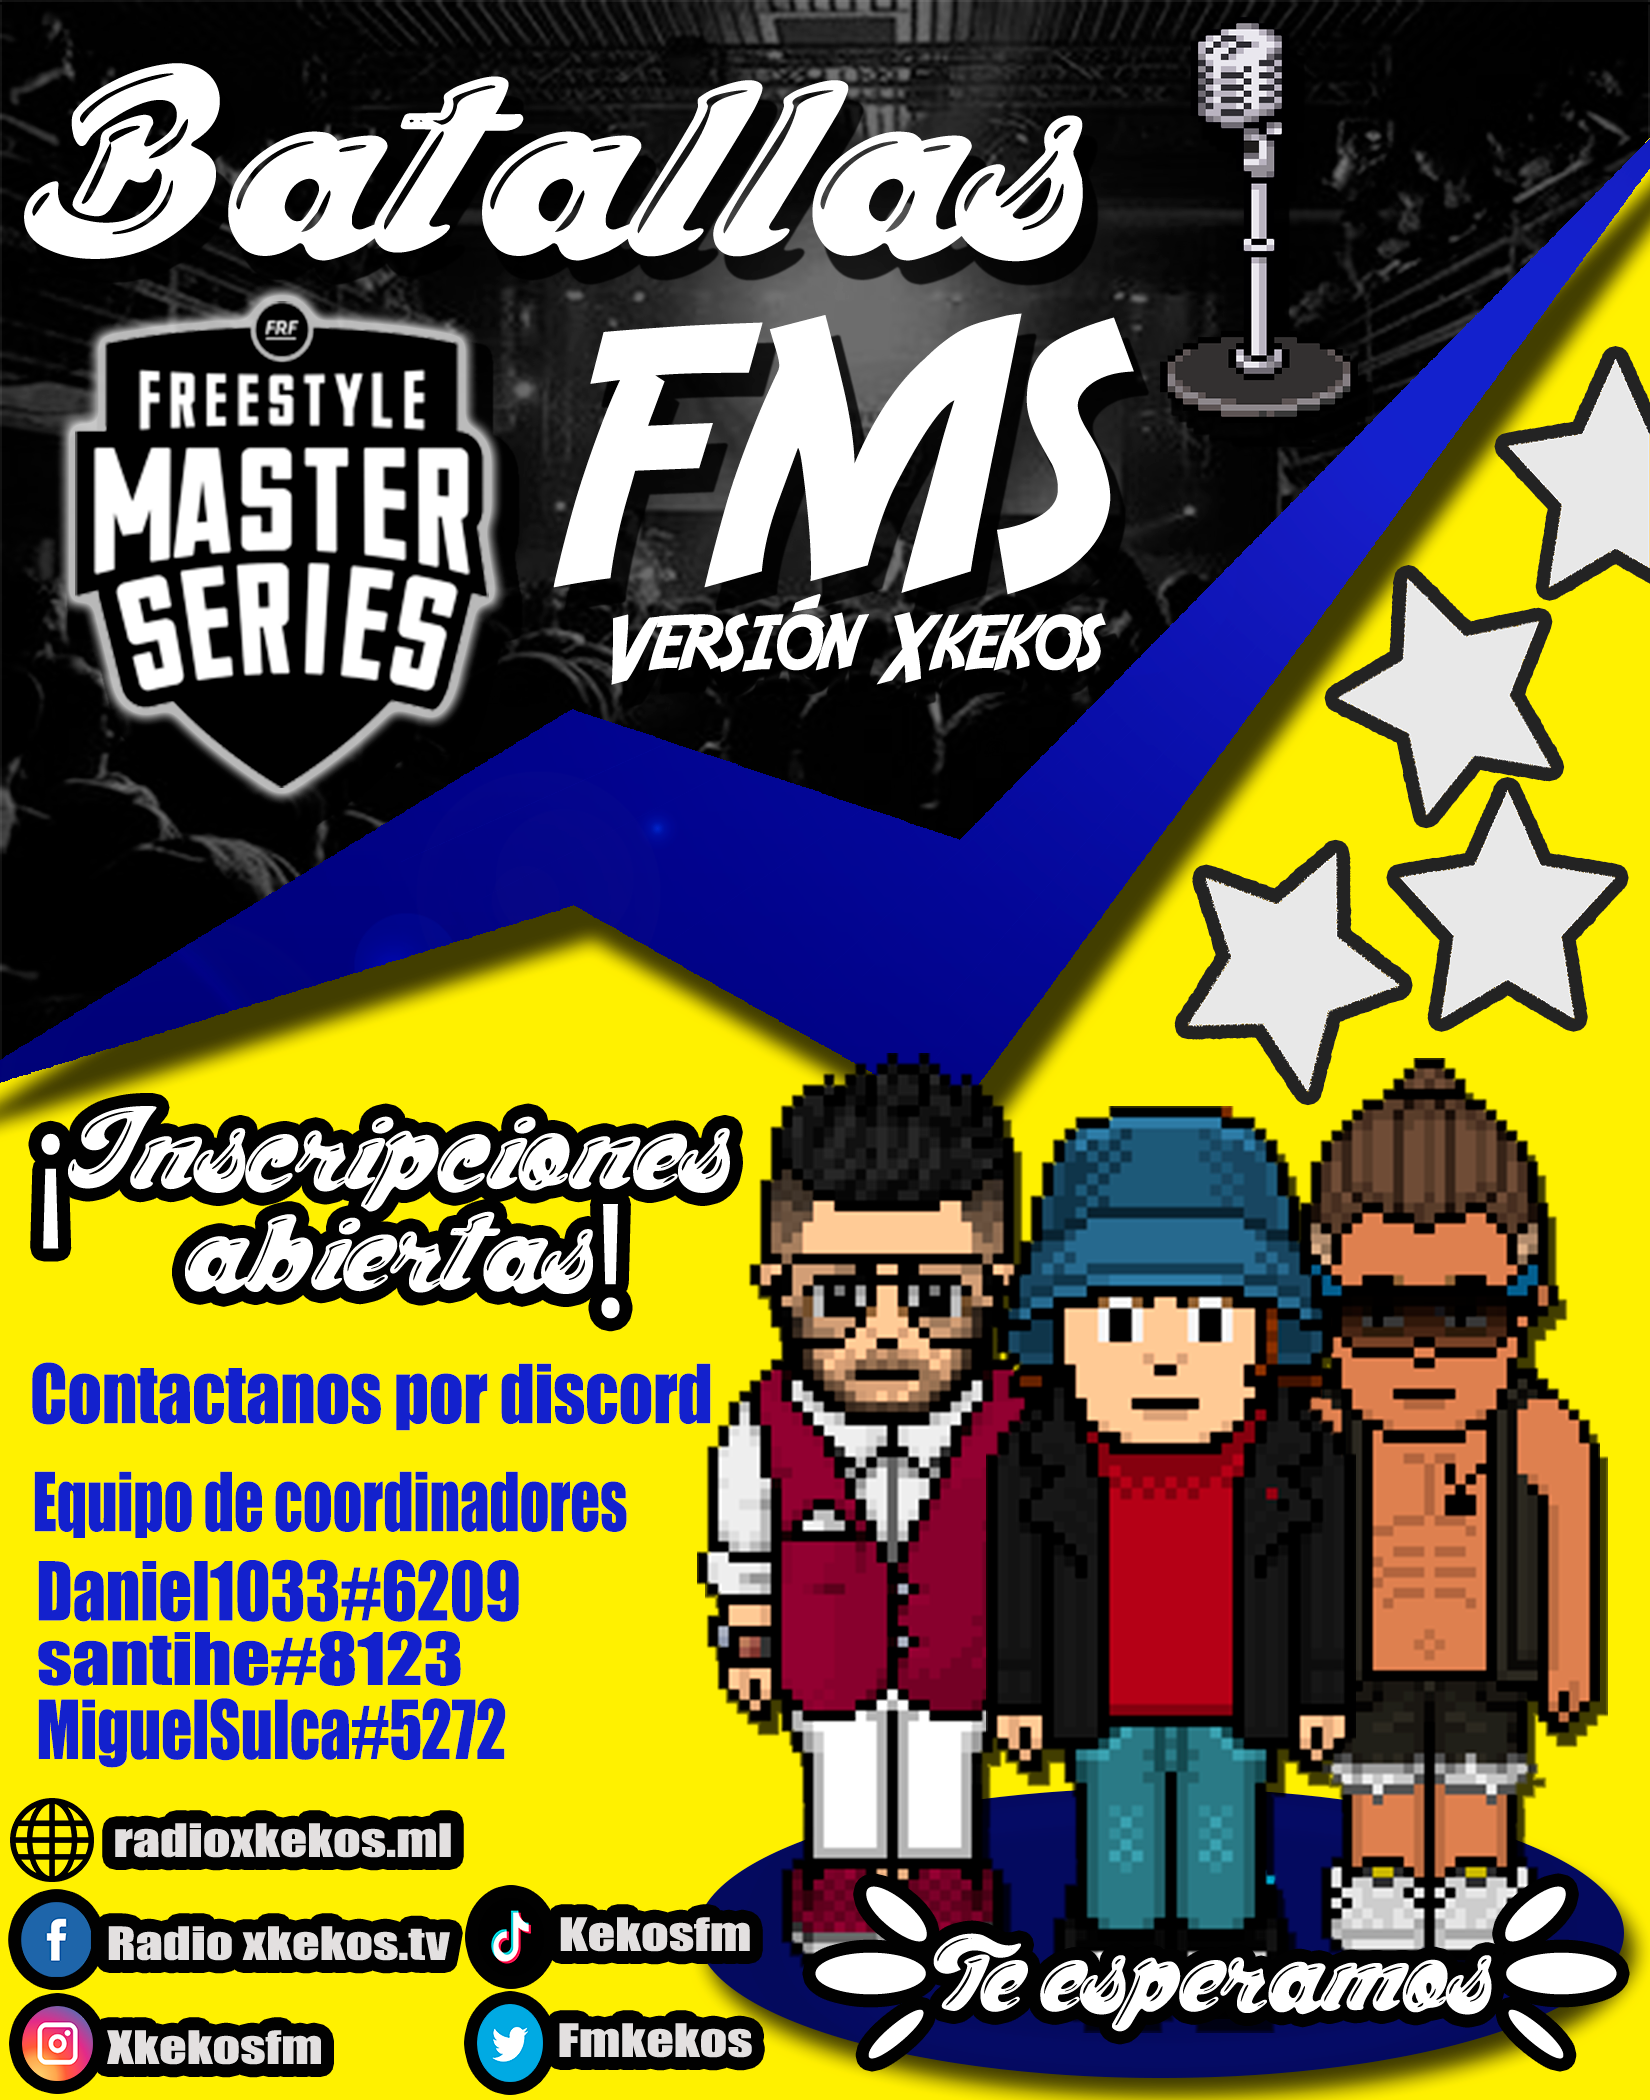 Batallas
FRF
FREESTYLE
MASTER
SERIES
FMS
VERSIÓN XKEKOS
¡Inscripciones
abiertas!
Contactanos por discord
Equipo de coordinadores
Daniel1033#6209
santihe#8123
MiguelSulca#5272
radioxkekos.ml
Radio xkekos.tv
Kekosfm
Xkekosfm
Fmkekos
Te esperamos